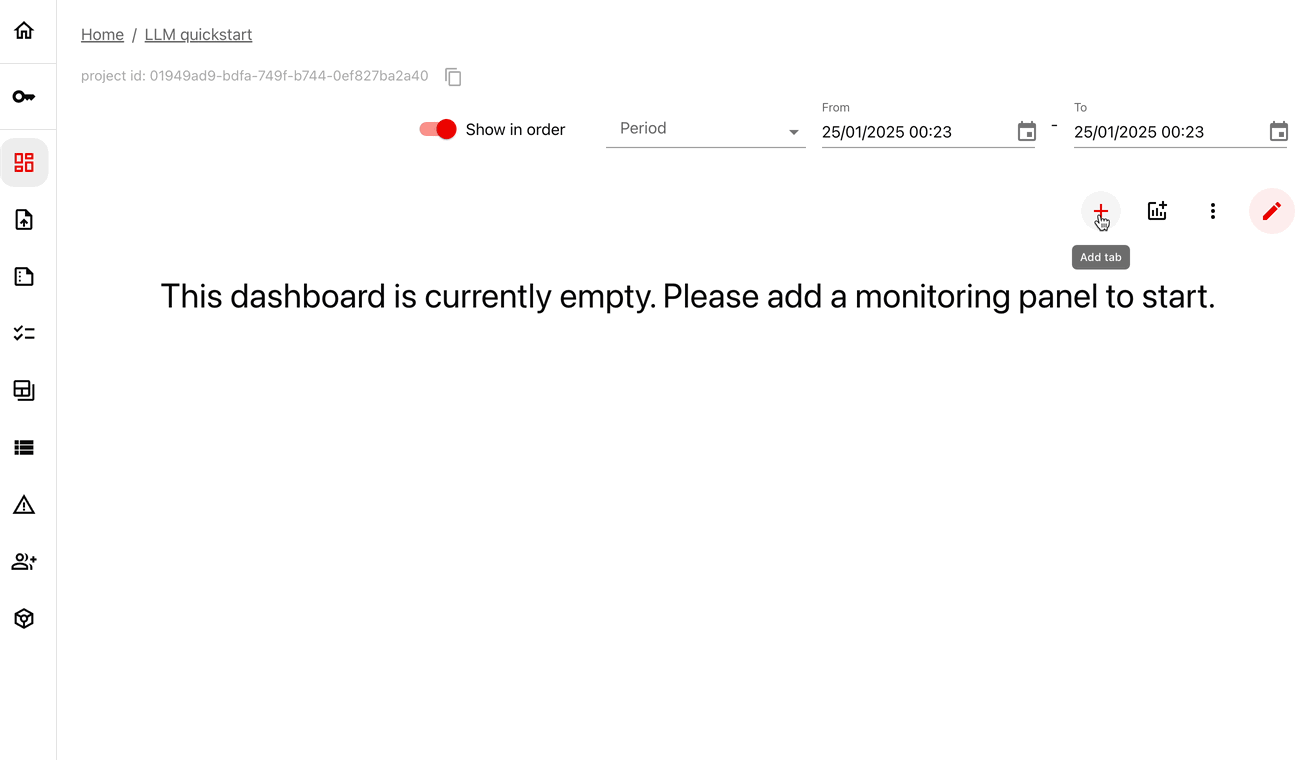 Home / LLM quickstart
project id: 01949ad9-bdfa-749f-b744-0ef827ba2a40
Show in order
Period
From
25/01/2025 00:23
-
To
25/01/2025 00:23
Add tab
This dashboard is currently empty. Please add a monitoring panel to start.